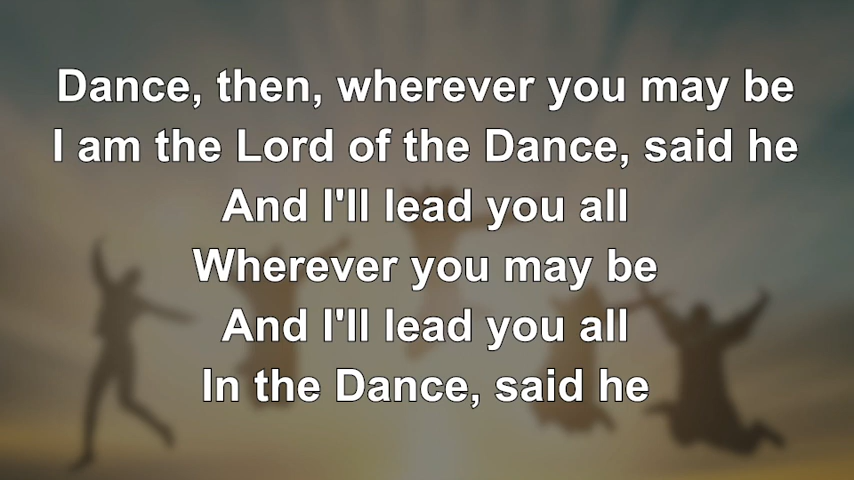 Dance, then, wherever you may be
I am the Lord of the Dance, said he
And I'll lead you all
Wherever you may be
And I'll lead you all
In the Dance, said he